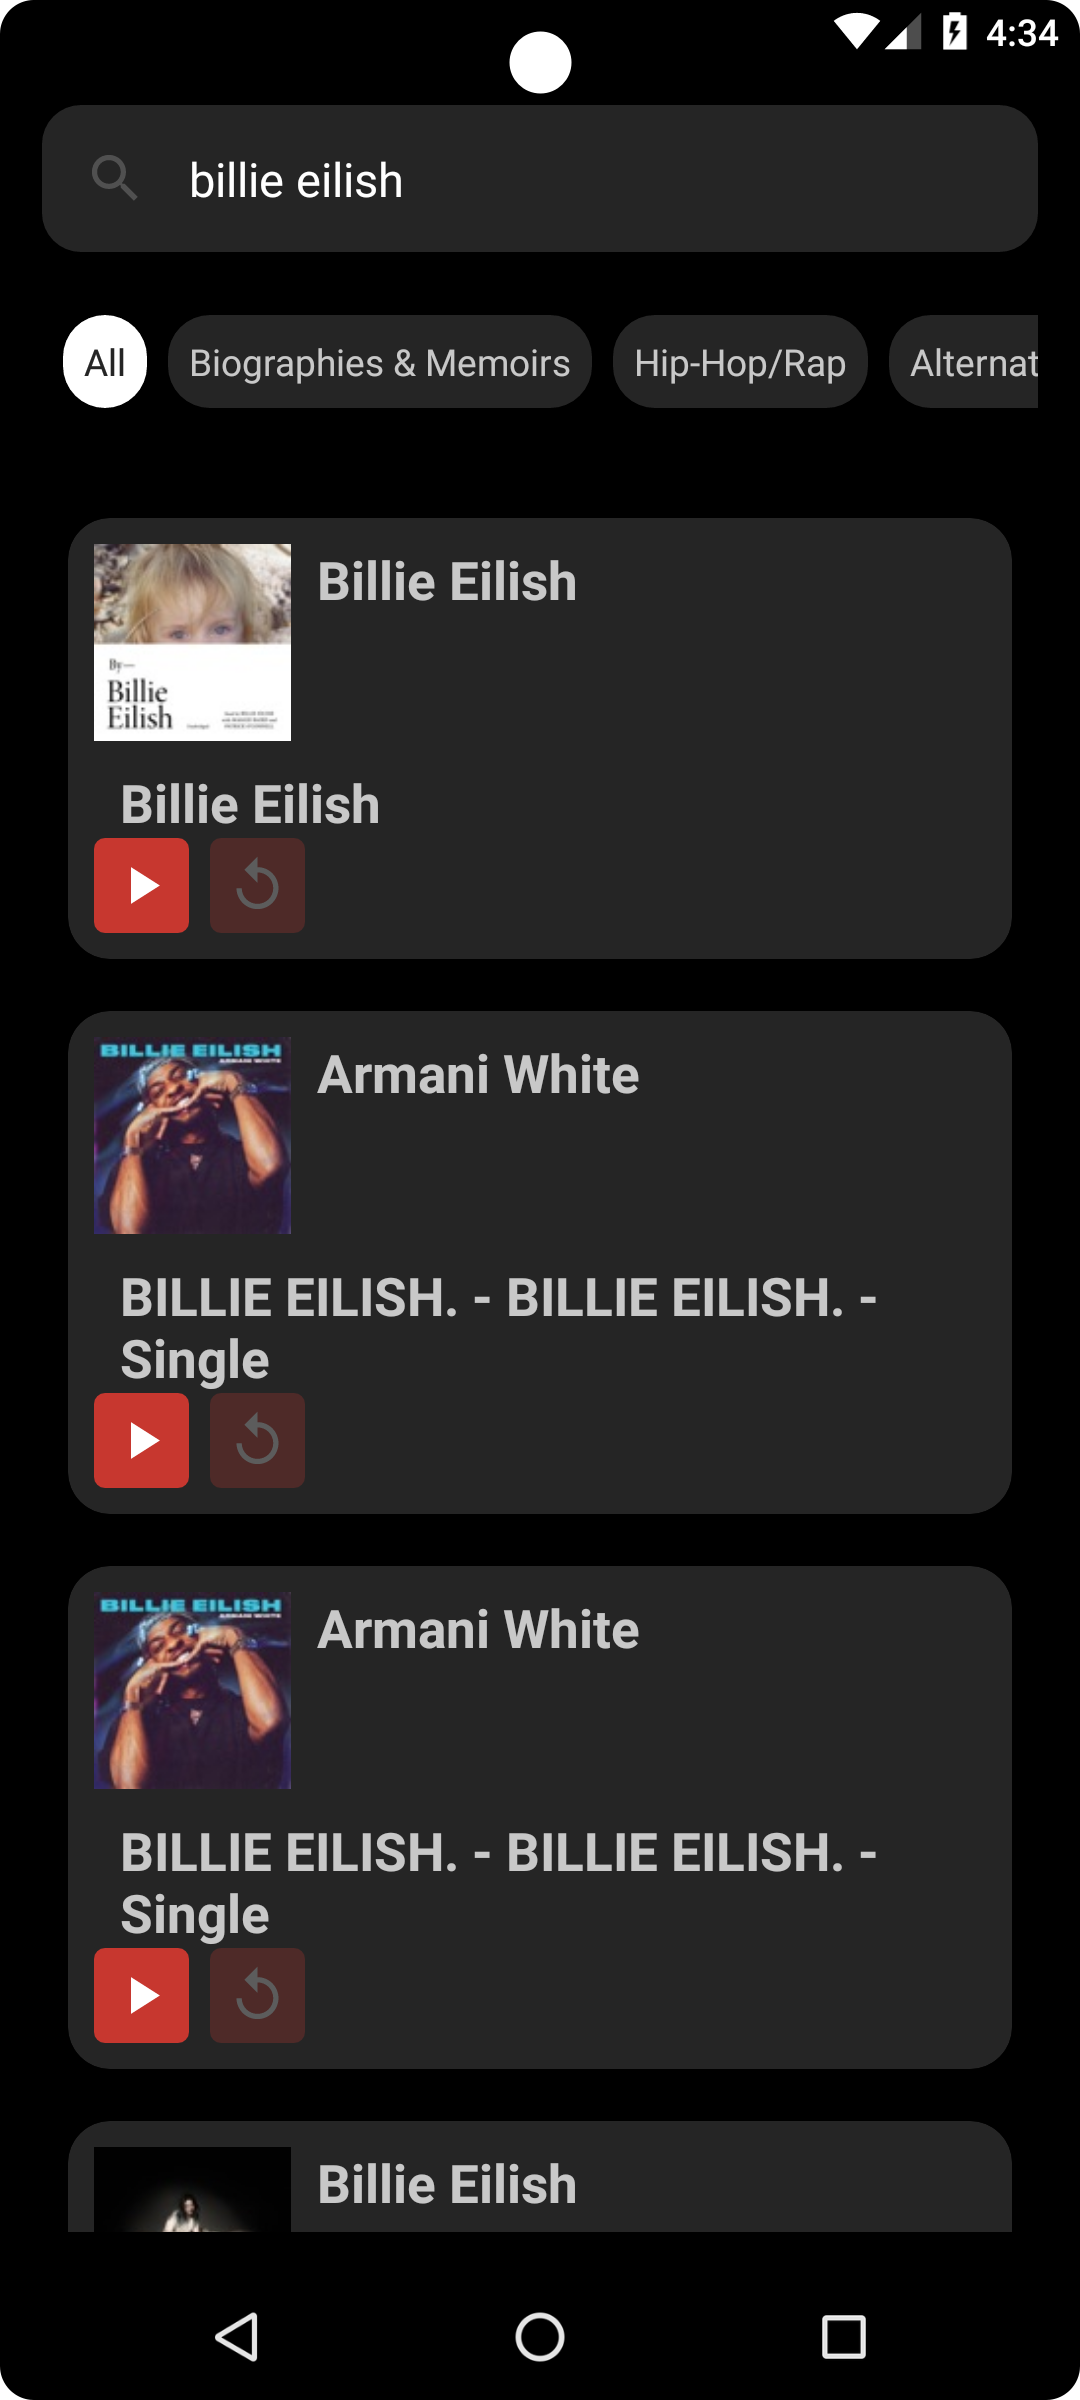 4:34
billie eilish
All
Biographies & Memoirs
Hip-Hop/Rap
Alternat
By—
Billie
Eilish
Billie Eilish
Billie Eilish
BILLIE EILISH
ARMANI WHITE
Armani White
BILLIE EILISH. - BILLIE EILISH. -
Single
BILLIE EILISH
ARMANI WHITE
Armani White
BILLIE EILISH. - BILLIE EILISH. -
Single
Billie Eilish